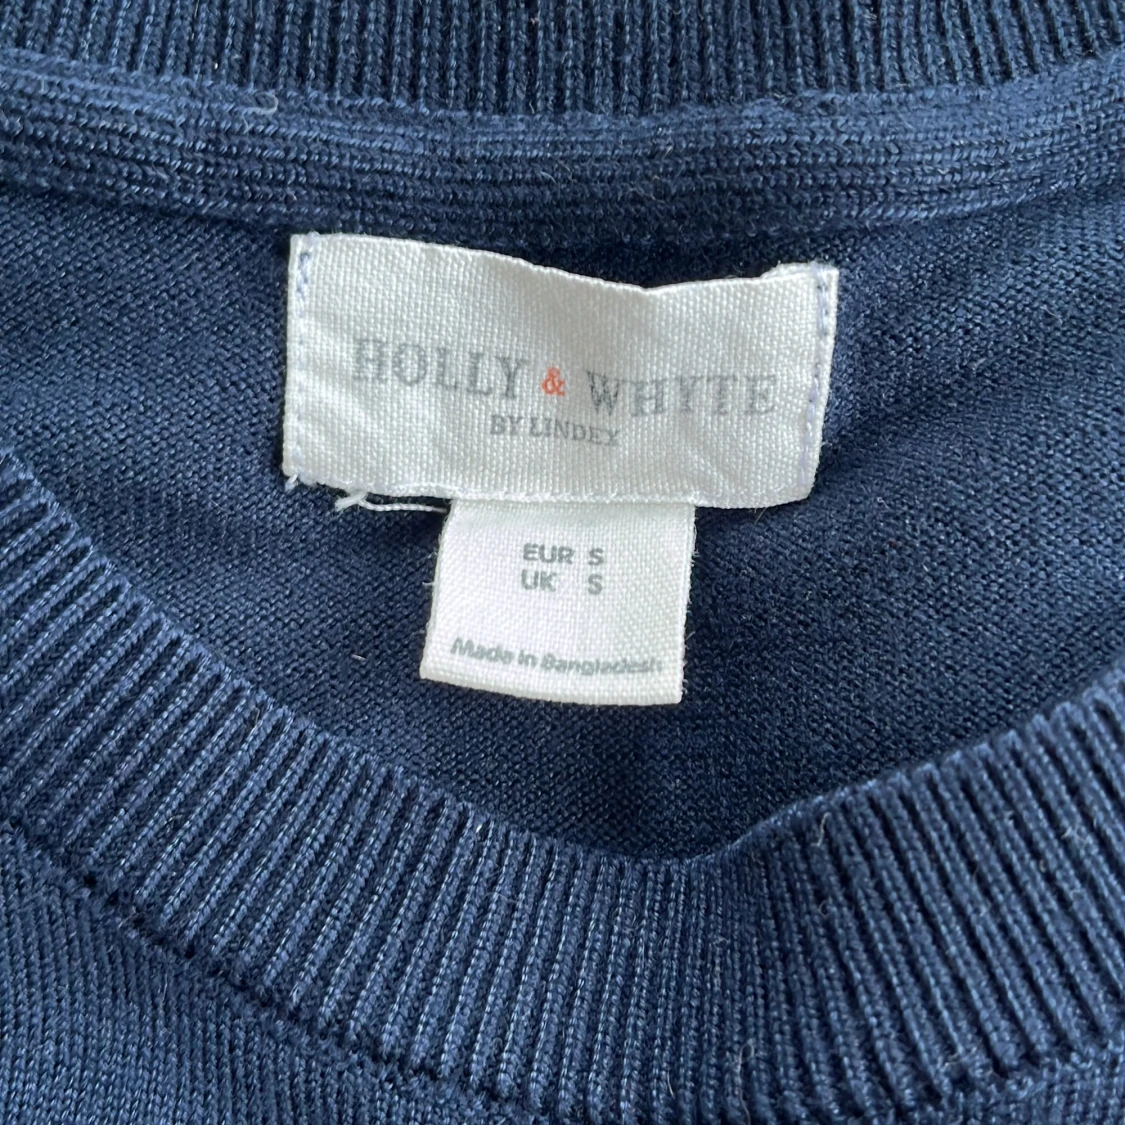 HOLLY & WHYTE
BY LINDEX
EUR S
UK S
Made in Bangladesh